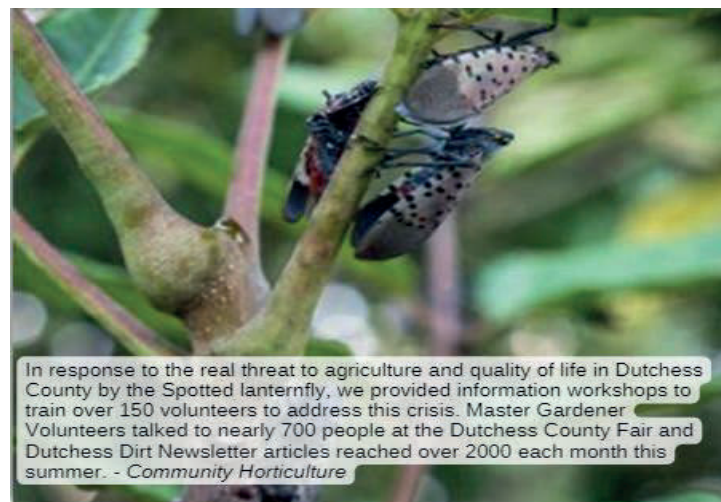 In response to the real threat to agriculture and quality of life in Dutchess
County by the Spotted lanternfly, we provided information workshops to
train over 150 volunteers to address this crisis. Master Gardener
Volunteers talked to nearly 700 people at the Dutchess County Fair and
Dutchess Dirt Newsletter articles reached over 2000 each month this
summer. - Community Horticulture